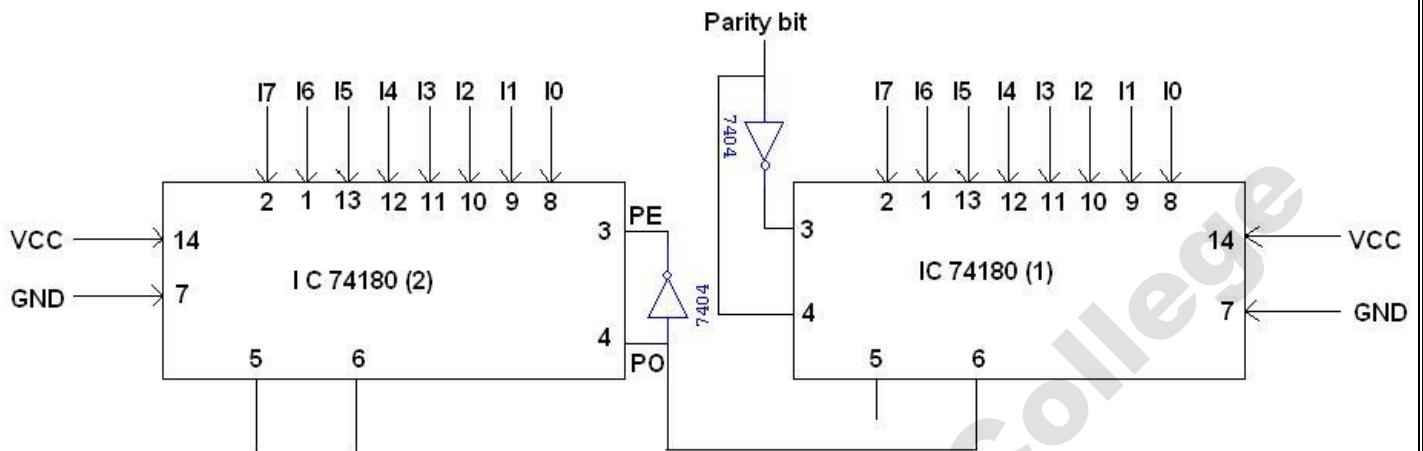 Parity bit
I7 I6 I5 I4 I3 I2 I1 I0
I7 I6 I5 I4 I3 I2 I1 I0
7404
2 1 13 12 11 10 9 8
2 1 13 12 11 10 9 8
VCC 14
3 PE
3
14 VCC
I C 74180 (2)
IC 74180 (1)
GND 7
7404
4
7 GND
4
PO
5 6
5 6
College